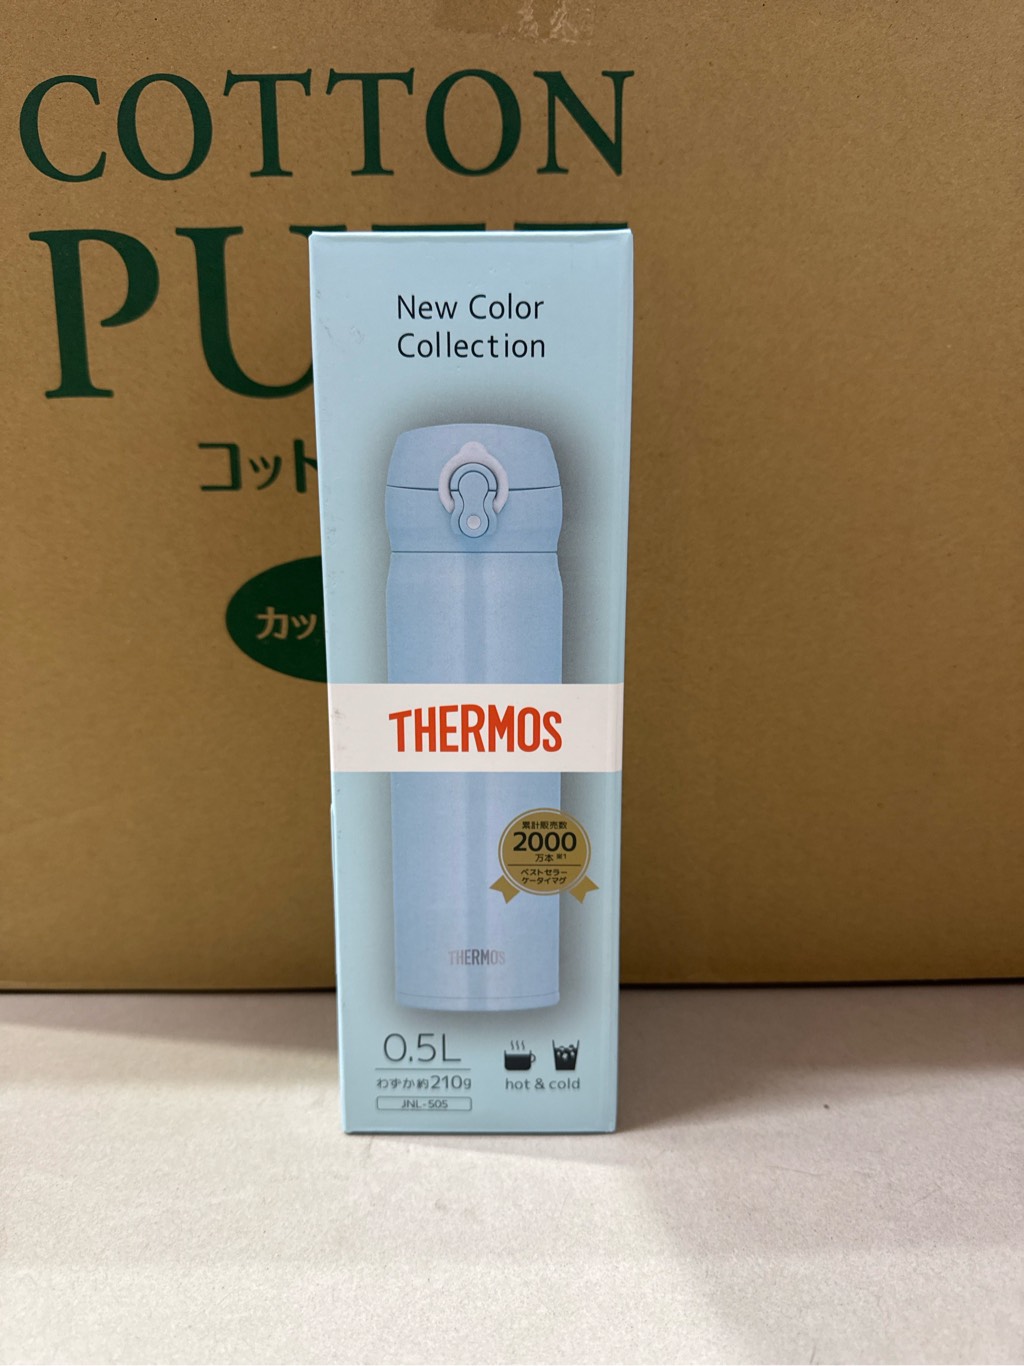 COTTON
PU
コット
カッ
New Color
Collection
THERMOS
累計販売数
2000
万本※1
ベストセラー
ケータイマグ
THERMOS
0.5L
わずか約210g
JNL-505
hot & cold